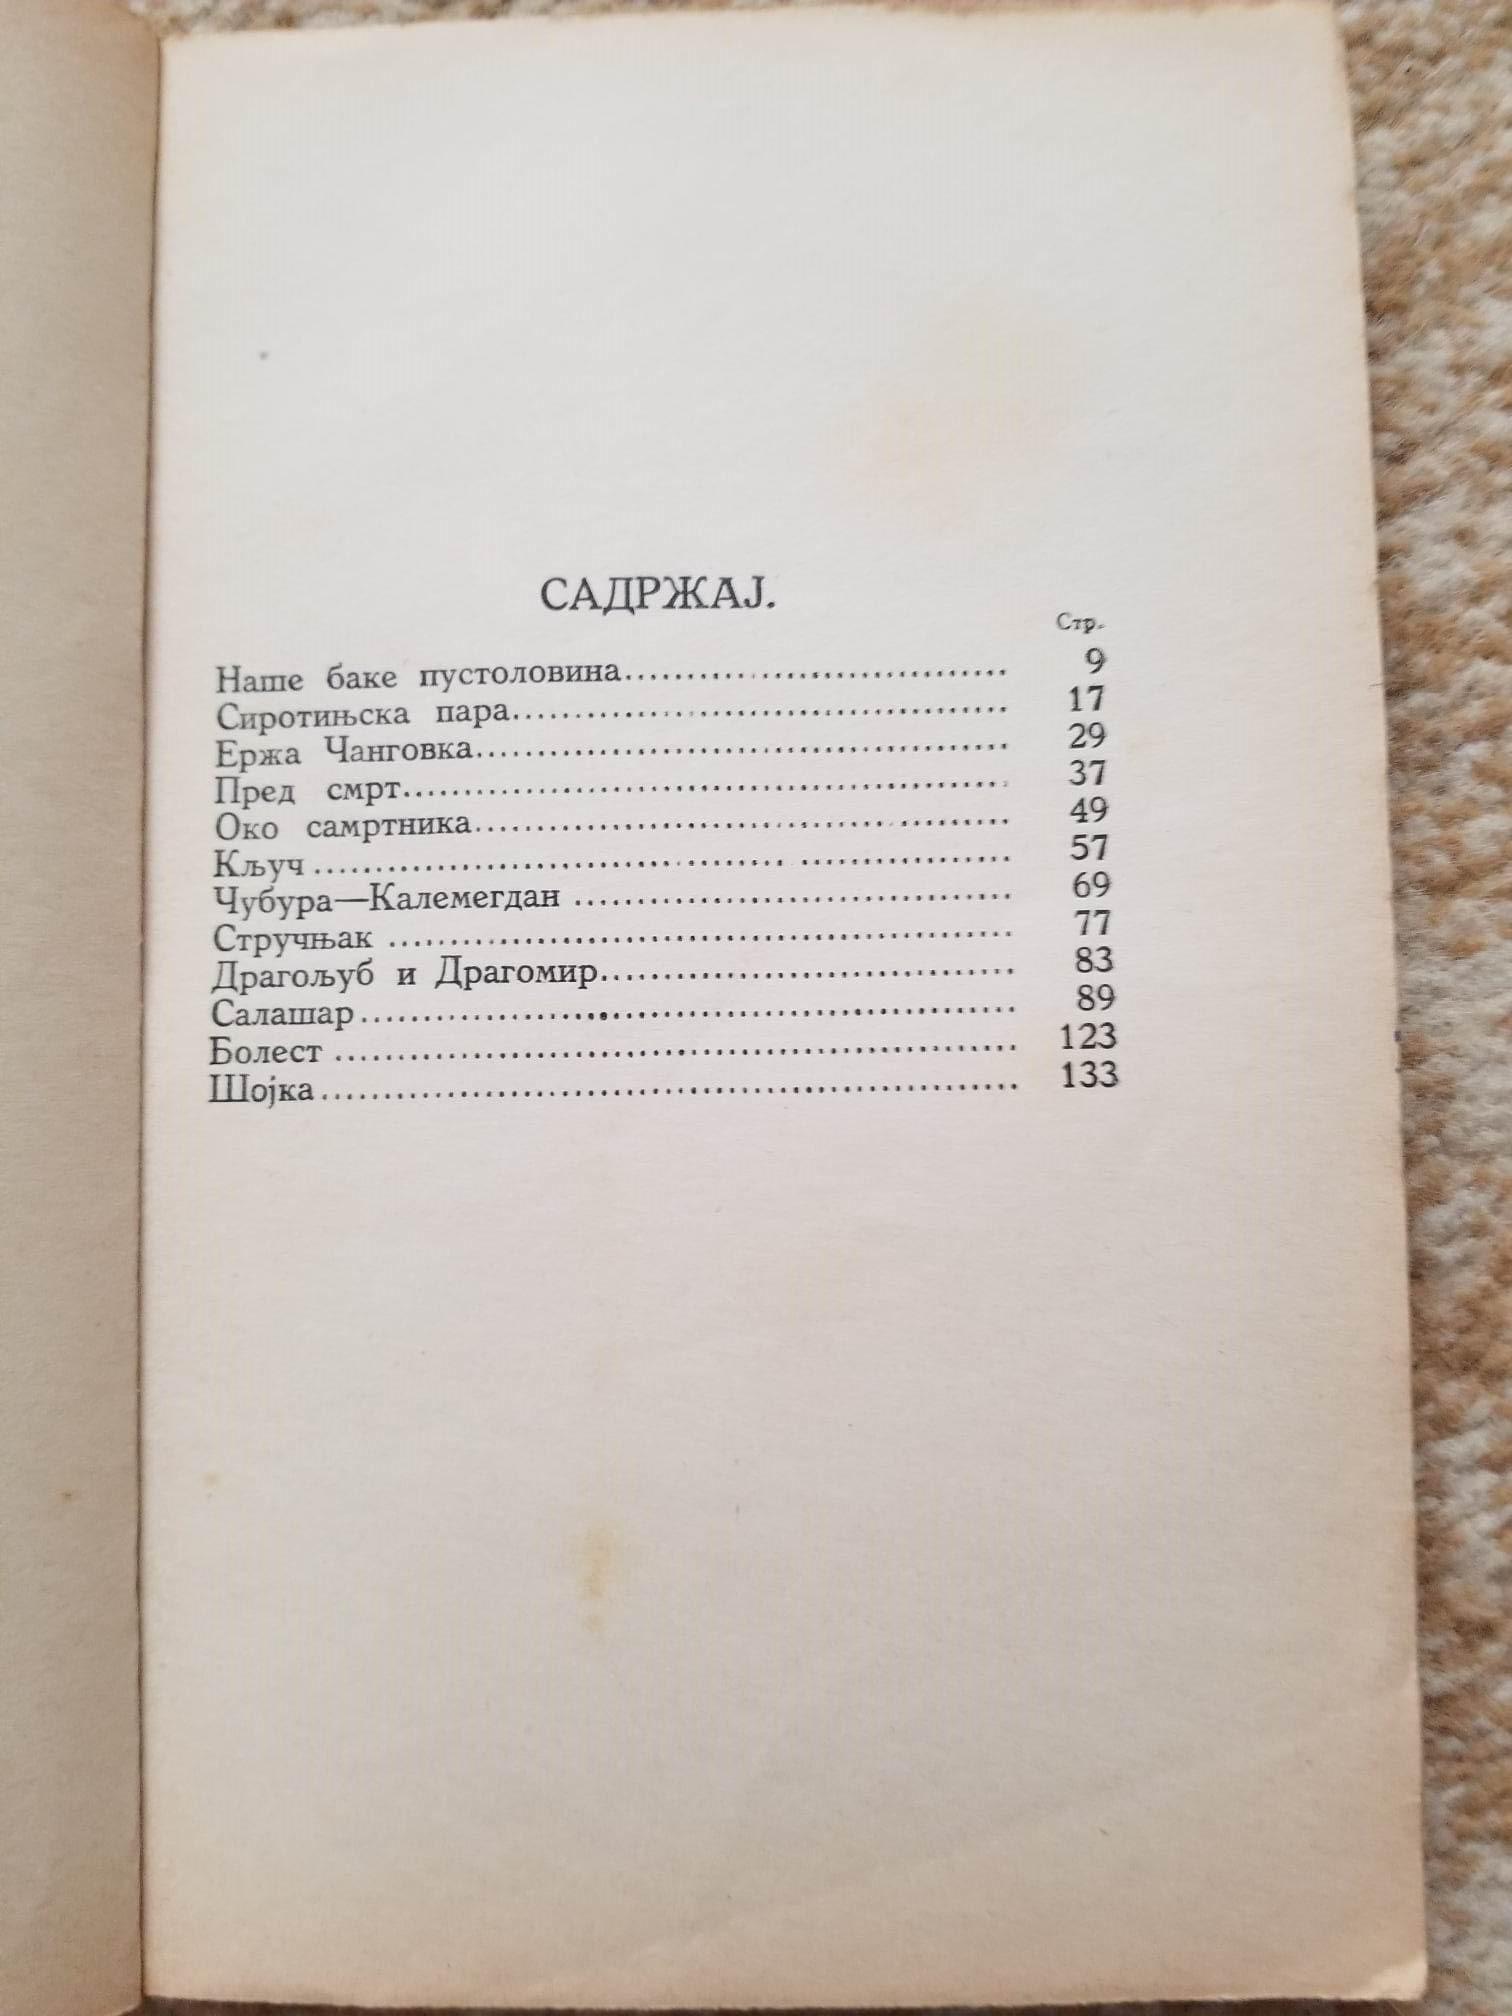 САДРЖАЈ.
Стр.
Наше баке пустоловина.............................. 9
Сиротињска пара....................................... 17
Ержа Чанговка.......................................... 29
Пред смрт................................................ 37
Око самртника.......................................... 49
Кључ....................................................... 57
Чубура—Калемегдан .................................. 69
Стручњак ................................................. 77
Драгољуб и Драгомир................................. 83
Салашар.................................................... 89
Болест ...................................................... 123
Шојка........................................................ 133